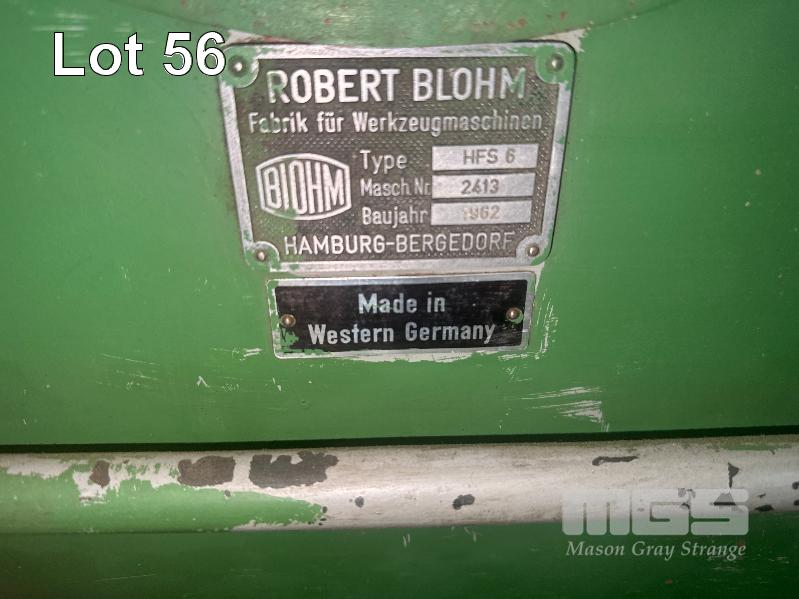 Lot 56
ROBERT BLOHM
Fabrik für Werkzeugmaschinen
BLOHM
Type HFS 6
Masch.Nr. 2413
Baujahr 1962
HAMBURG-BERGEDORF
Made in
Western Germany
MGS
Mason Gray Strange